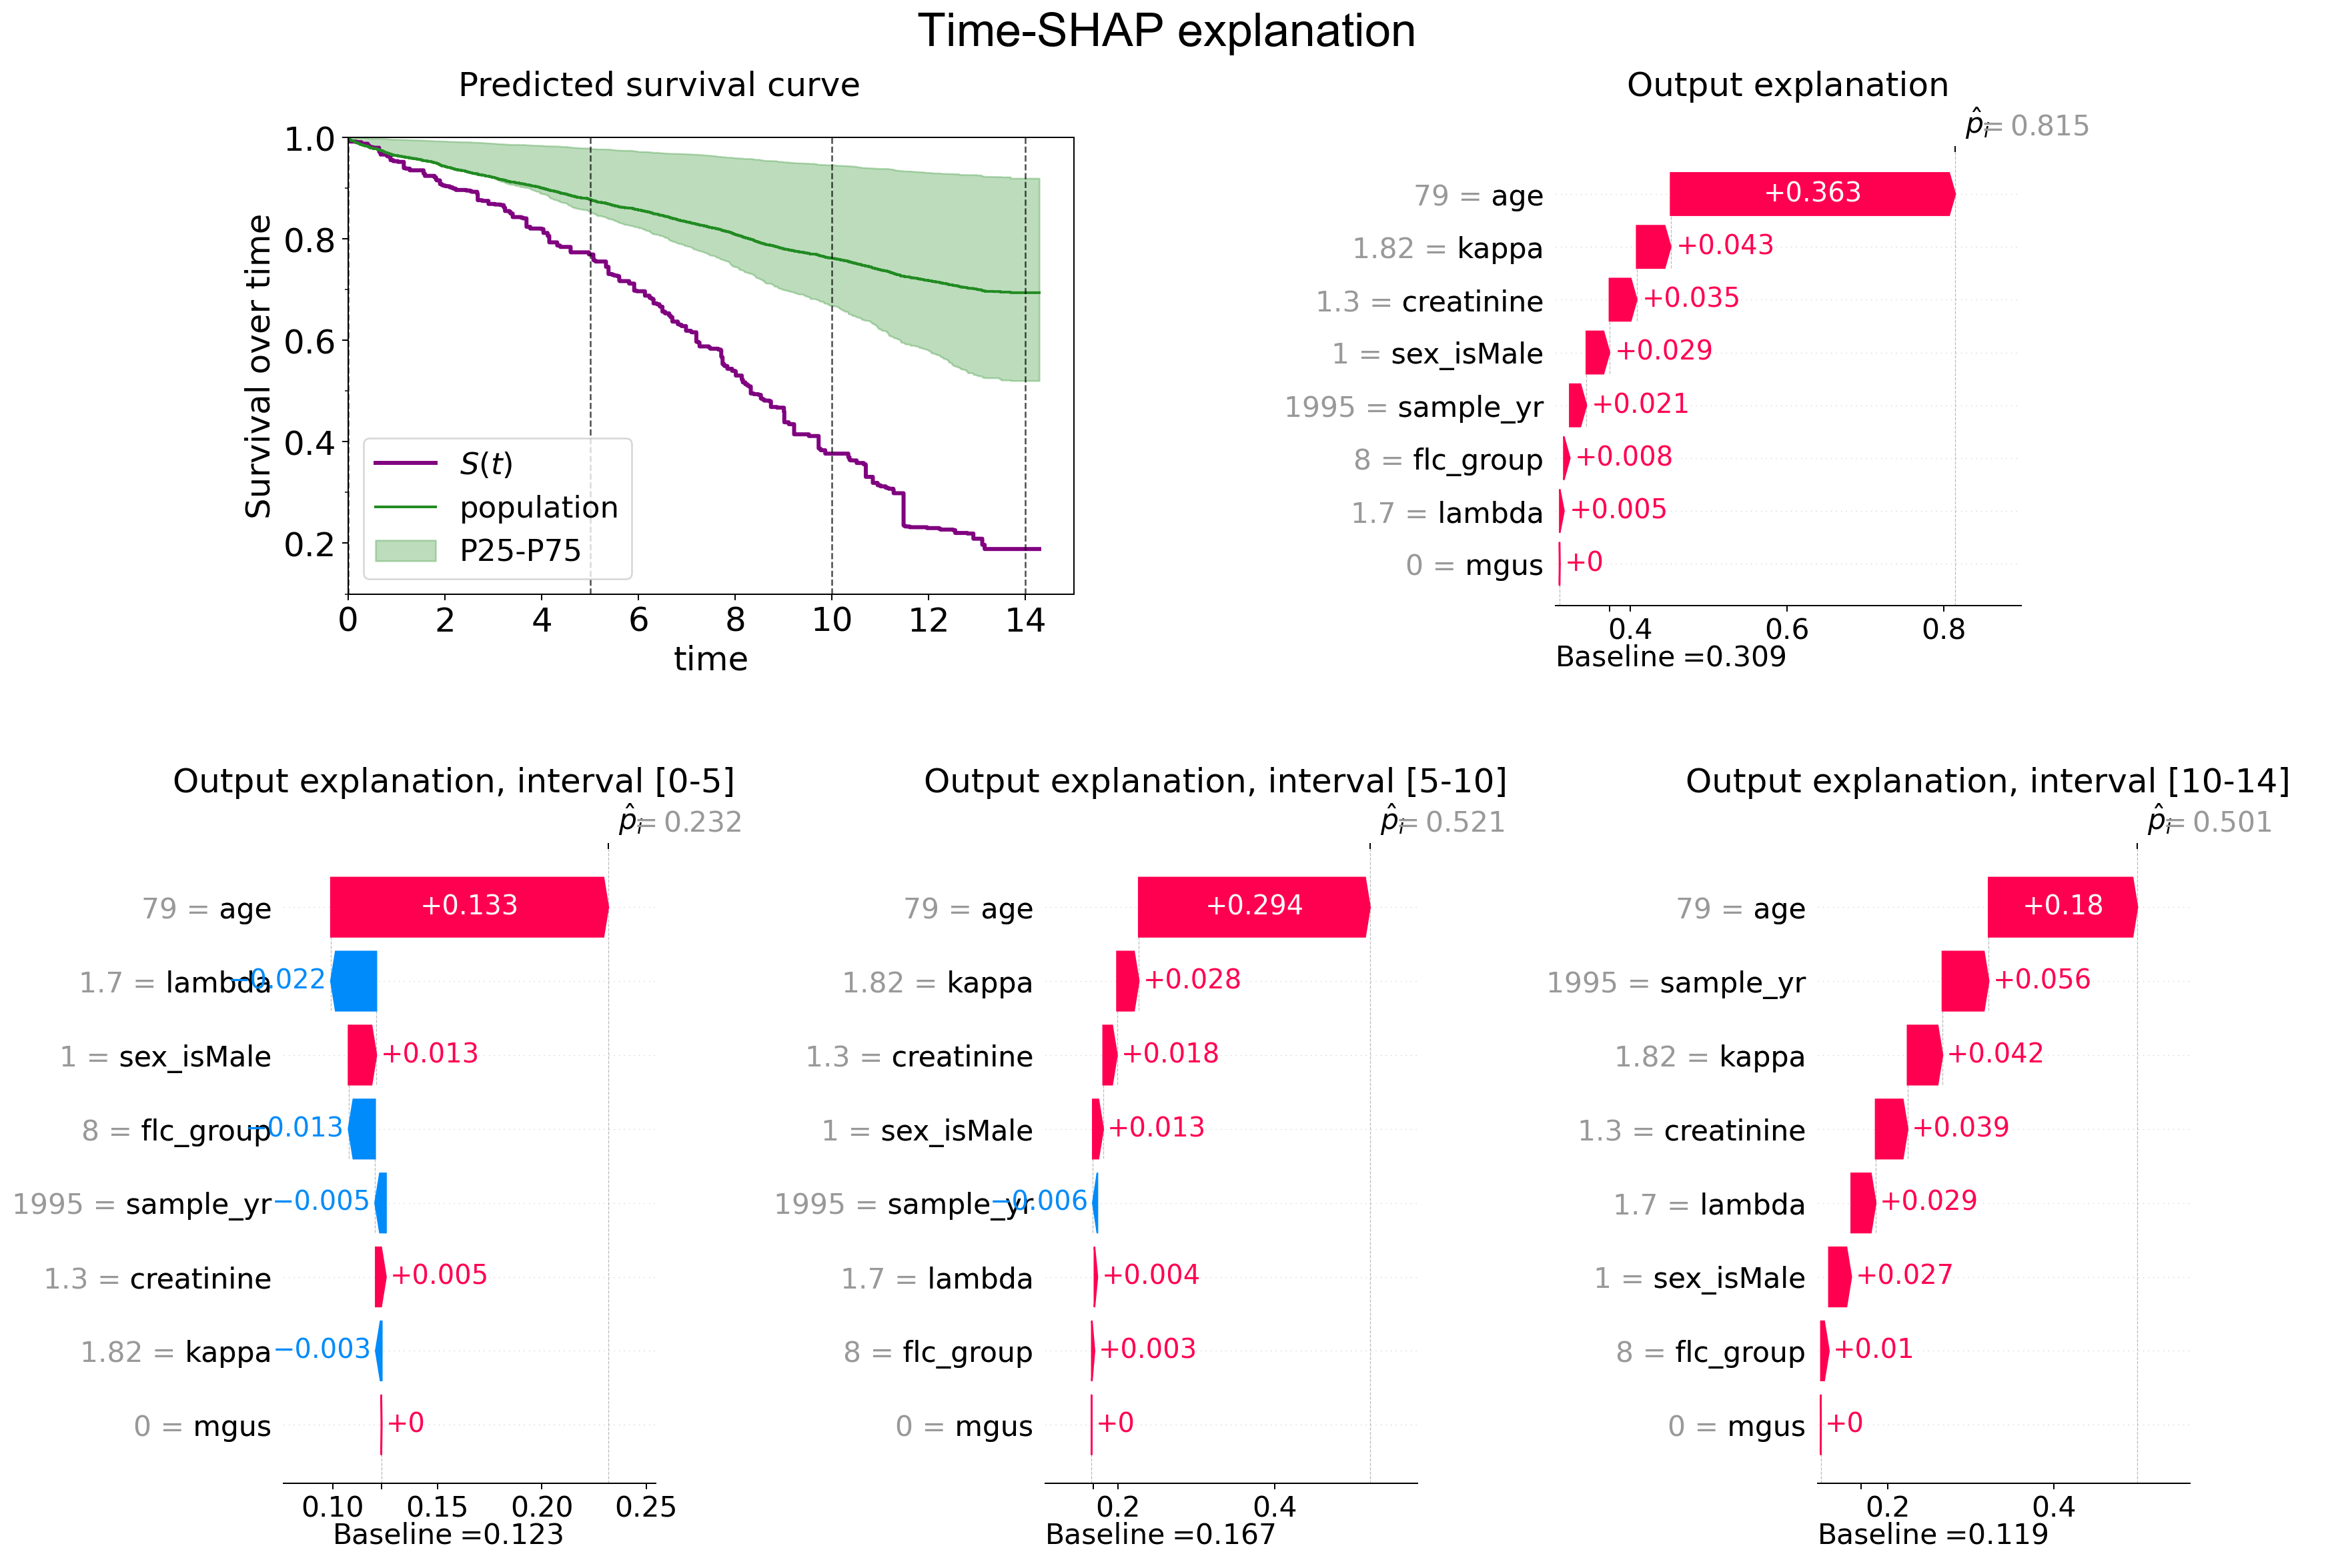 Time-SHAP explanation
Predicted survival curve
1.0
0.8
0.6
0.4
0.2
Survival over time
S(t)
population
P25-P75
0 2 4 6 8 10 12 14
time
Output explanation
p̂i = 0.815
79 = age +0.363
1.82 = kappa +0.043
1.3 = creatinine +0.035
1 = sex_isMale +0.029
1995 = sample_yr +0.021
8 = flc_group +0.008
1.7 = lambda +0.005
0 = mgus +0
0.4 0.6 0.8
Baseline =0.309
Output explanation, interval [0-5]
p̂i = 0.232
79 = age +0.133
1.7 = lambda −0.022
1 = sex_isMale +0.013
8 = flc_group −0.013
1995 = sample_yr −0.005
1.3 = creatinine +0.005
1.82 = kappa −0.003
0 = mgus +0
0.10 0.15 0.20 0.25
Baseline =0.123
Output explanation, interval [5-10]
p̂i = 0.521
79 = age +0.294
1.82 = kappa +0.028
1.3 = creatinine +0.018
1 = sex_isMale +0.013
1995 = sample_yr −0.006
1.7 = lambda +0.004
8 = flc_group +0.003
0 = mgus +0
0.2 0.4
Baseline =0.167
Output explanation, interval [10-14]
p̂i = 0.501
79 = age +0.18
1995 = sample_yr +0.056
1.82 = kappa +0.042
1.3 = creatinine +0.039
1.7 = lambda +0.029
1 = sex_isMale +0.027
8 = flc_group +0.01
0 = mgus +0
0.2 0.4
Baseline =0.119